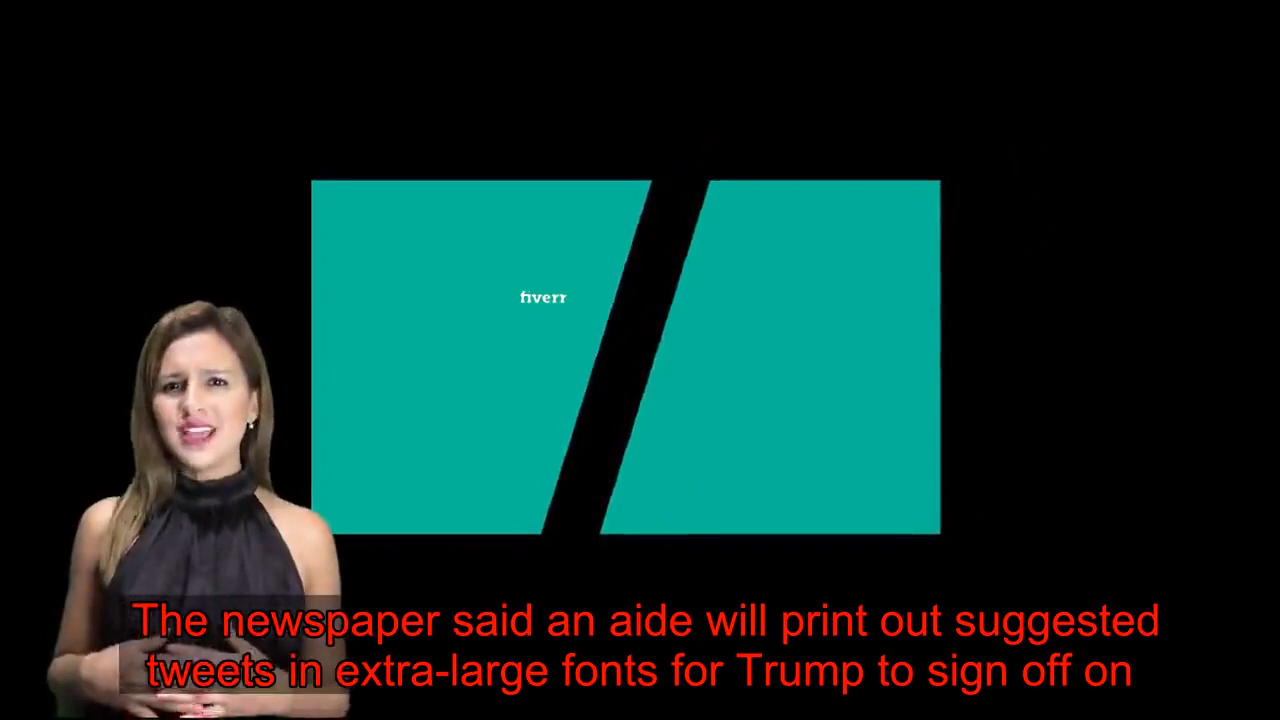 fiverr
The newspaper said an aide will print out suggested
tweets in extra-large fonts for Trump to sign off on